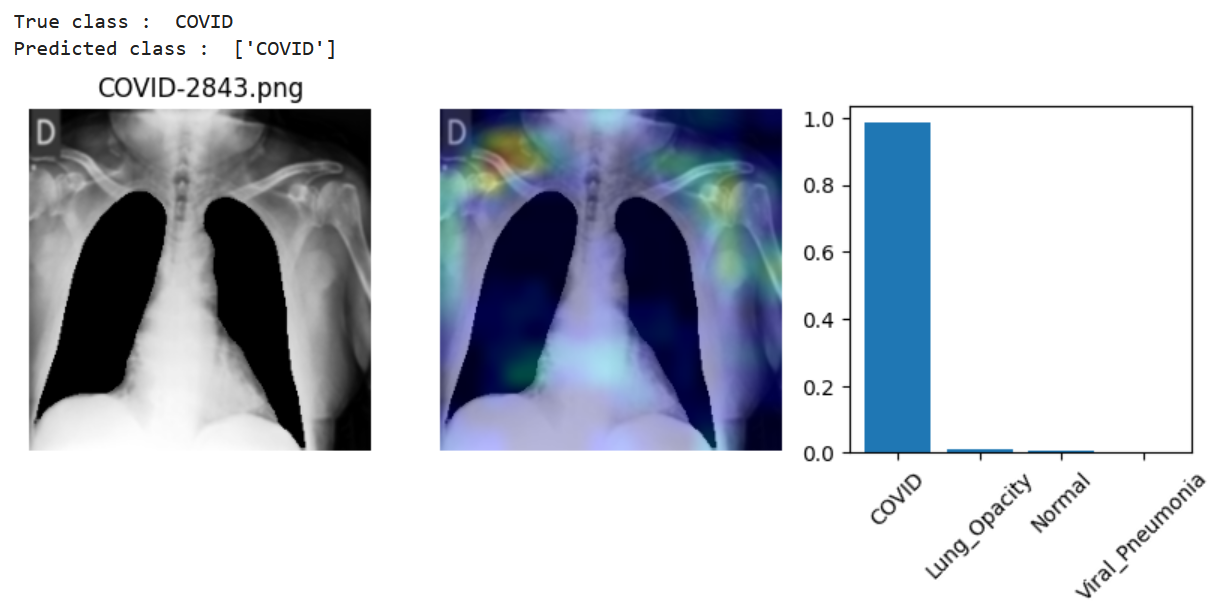 True class :  COVID
Predicted class :  ['COVID']
COVID-2843.png
D
D
1.0
0.8
0.6
0.4
0.2
0.0
COVID
Lung_Opacity
Normal
Viral_Pneumonia